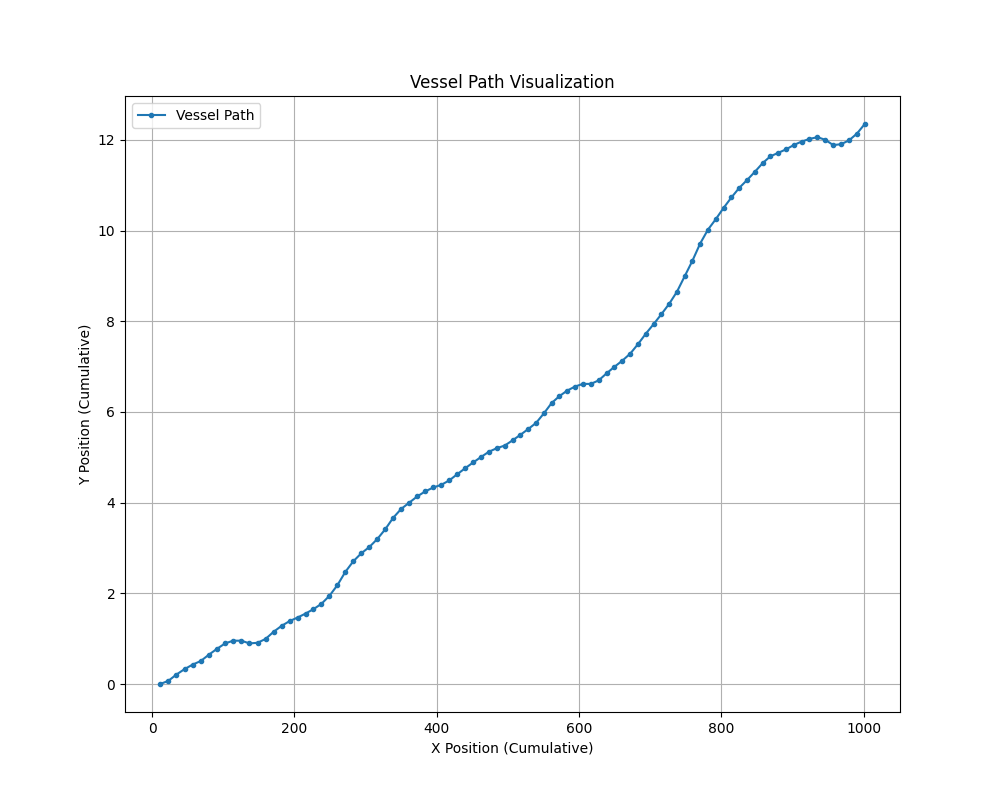 Vessel Path Visualization
Vessel Path
Y Position (Cumulative)
12
10
8
6
4
2
0
0 200 400 600 800 1000
X Position (Cumulative)